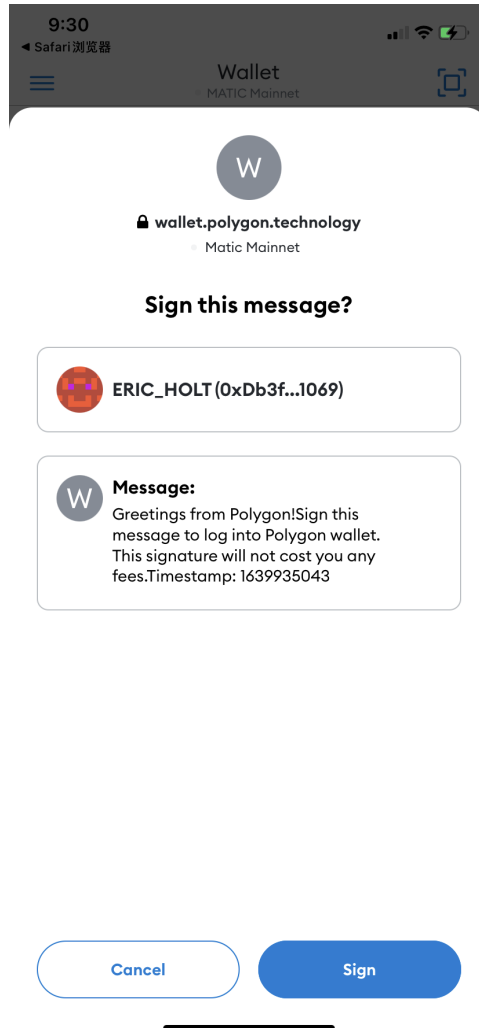 9:30
◀ Safari浏览器
Wallet
MATIC Mainnet
W
wallet.polygon.technology
Matic Mainnet
Sign this message?
ERIC_HOLT (0xDb3f...1069)
W
Message:
Greetings from Polygon!Sign this
message to log into Polygon wallet.
This signature will not cost you any
fees.Timestamp: 1639935043
Cancel
Sign